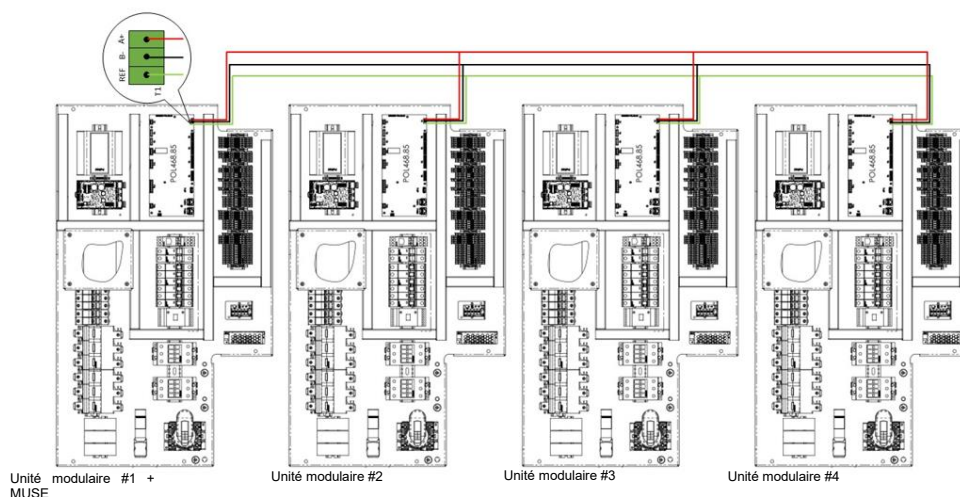 A+
B-
REF
T1
POL468.85
POL468.85
POL468.85
POL468.85
Unité modulaire #1 +
MUSE
Unité modulaire #2
Unité modulaire #3
Unité modulaire #4